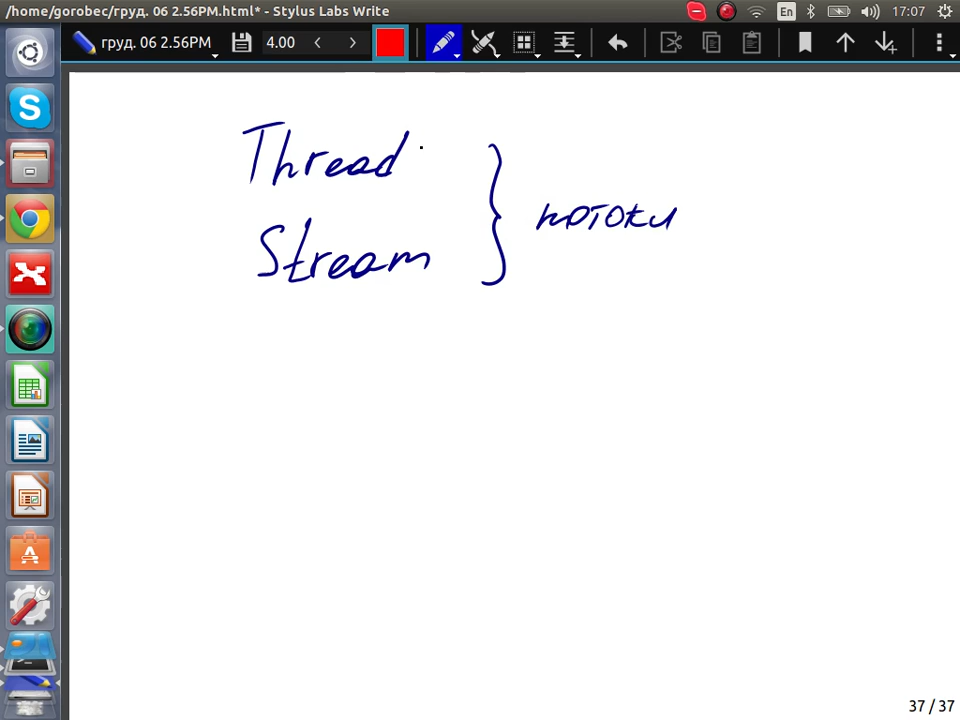 /home/gorobec/груд. 06 2.56PM.html* - Stylus Labs Write
En
17:07
груд. 06 2.56PM
4.00
Thread
Stream
потоки
37 / 37